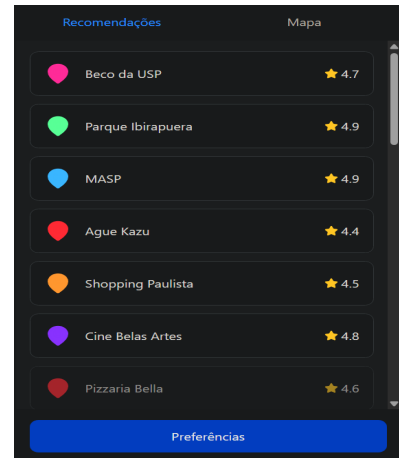 Recomendações Mapa
Beco da USP 4.7
Parque Ibirapuera 4.9
MASP 4.9
Ague Kazu 4.4
Shopping Paulista 4.5
Cine Belas Artes 4.8
Pizzaria Bella 4.6
Preferências